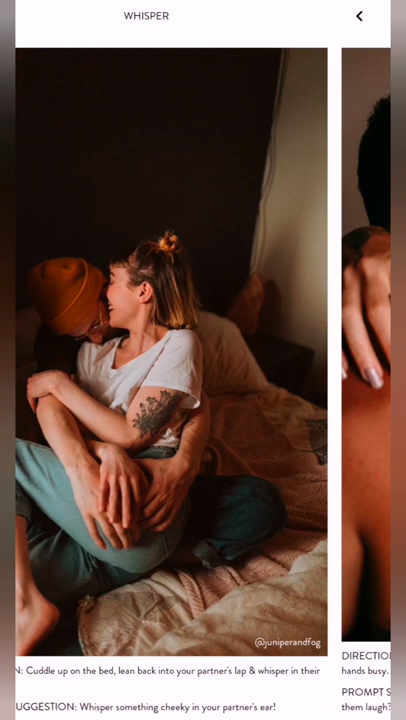 WHISPER
@juniperandfog
N: Cuddle up on the bed, lean back into your partner's lap & whisper in their
UGGESTION: Whisper something cheeky in your partner's ear!
DIRECTIO
hands busy.
PROMPT S
them laugh?